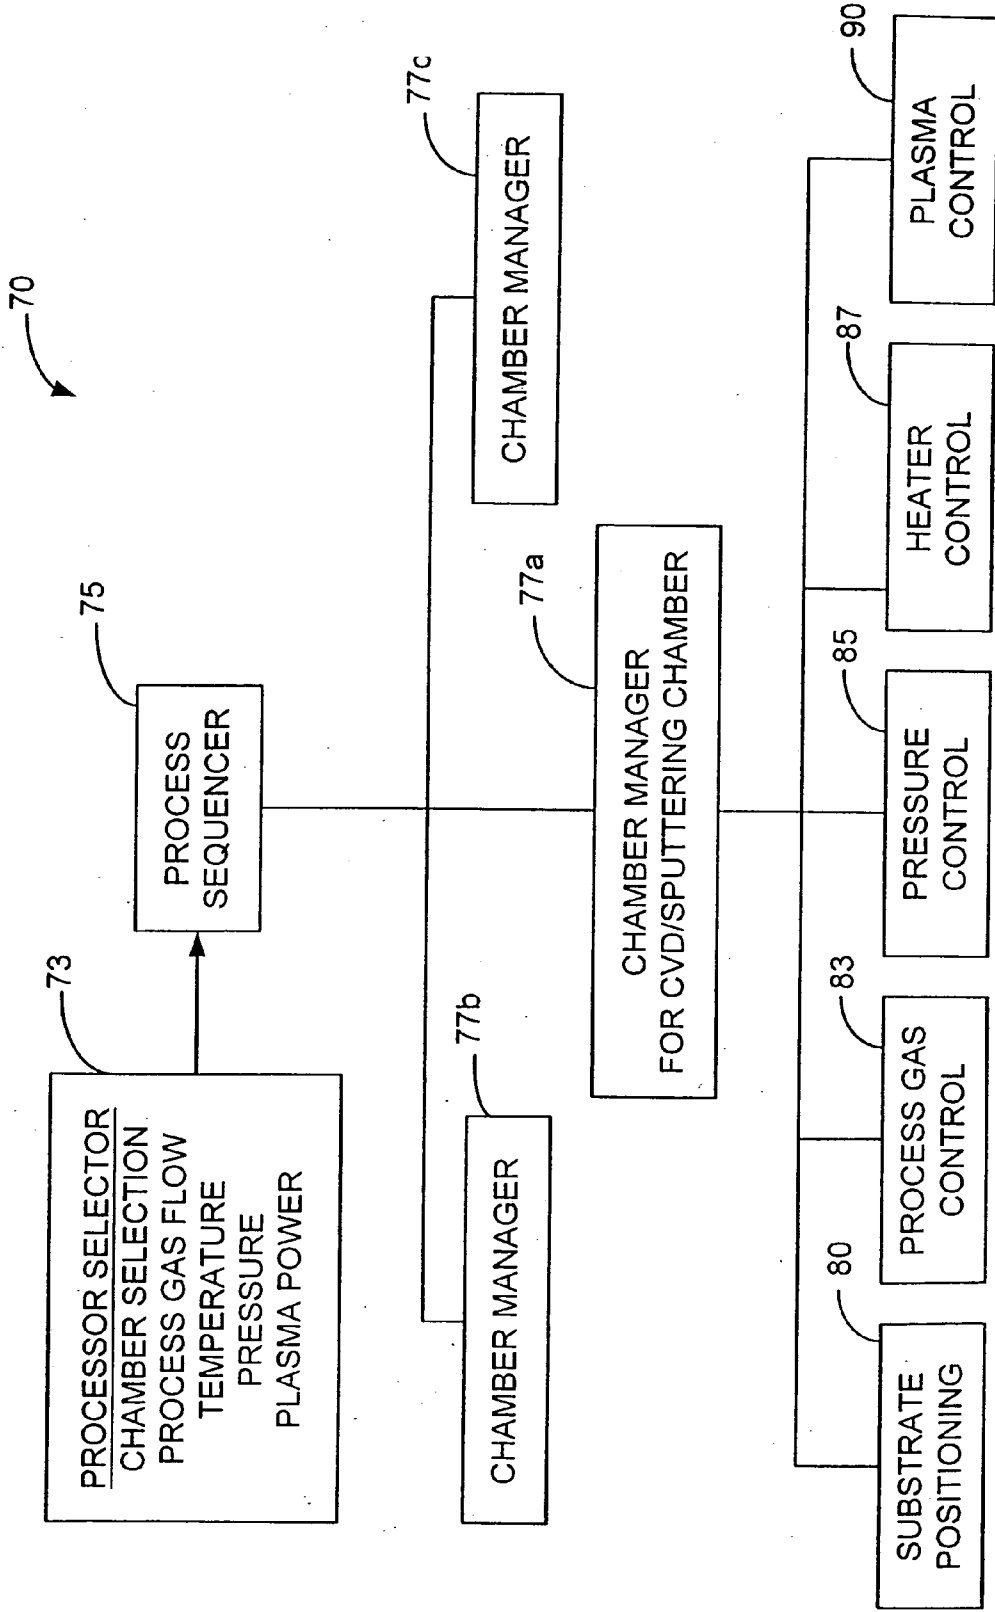 70
73
PROCESSOR SELECTOR
CHAMBER SELECTION
PROCESS GAS FLOW
TEMPERATURE
PRESSURE
PLASMA POWER
75
PROCESS
SEQUENCER
77b
CHAMBER MANAGER
77c
CHAMBER MANAGER
77a
CHAMBER MANAGER
FOR CVD/SPUTTERING CHAMBER
80
SUBSTRATE
POSITIONING
83
PROCESS GAS
CONTROL
85
PRESSURE
CONTROL
87
HEATER
CONTROL
90
PLASMA
CONTROL